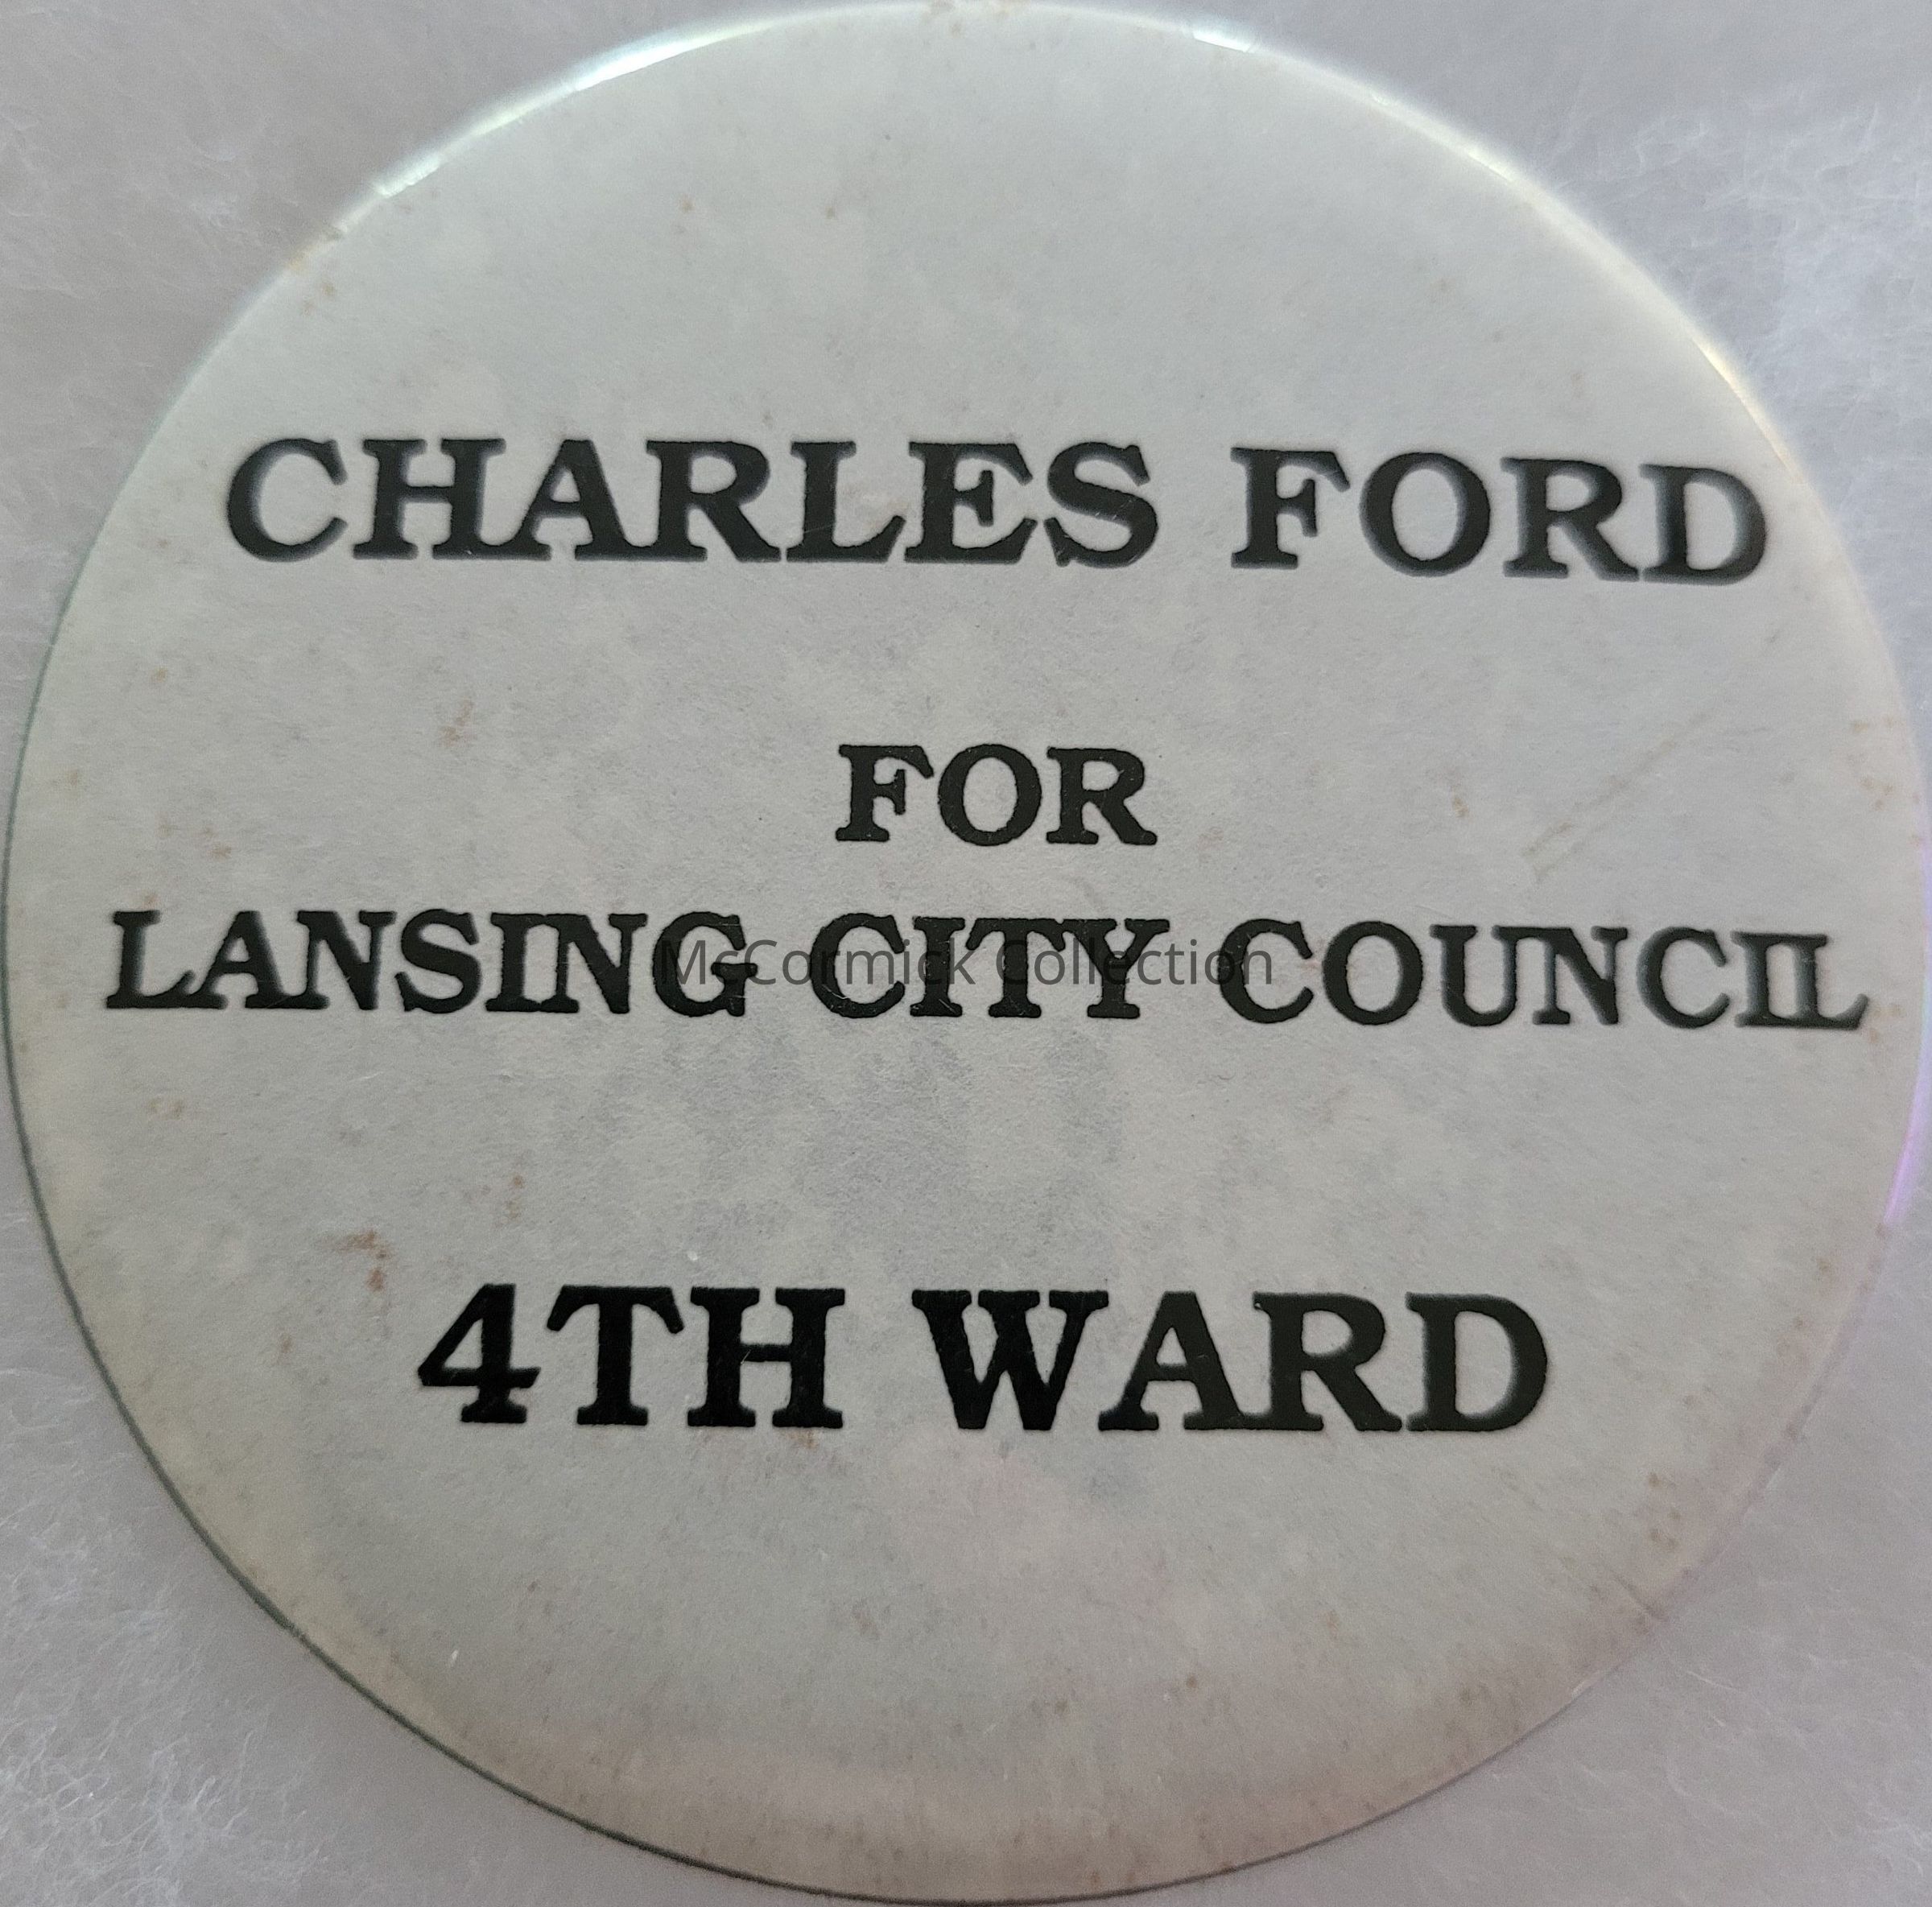 CHARLES FORD
FOR
LANSING CITY COUNCIL
McCormick Collection
4TH WARD